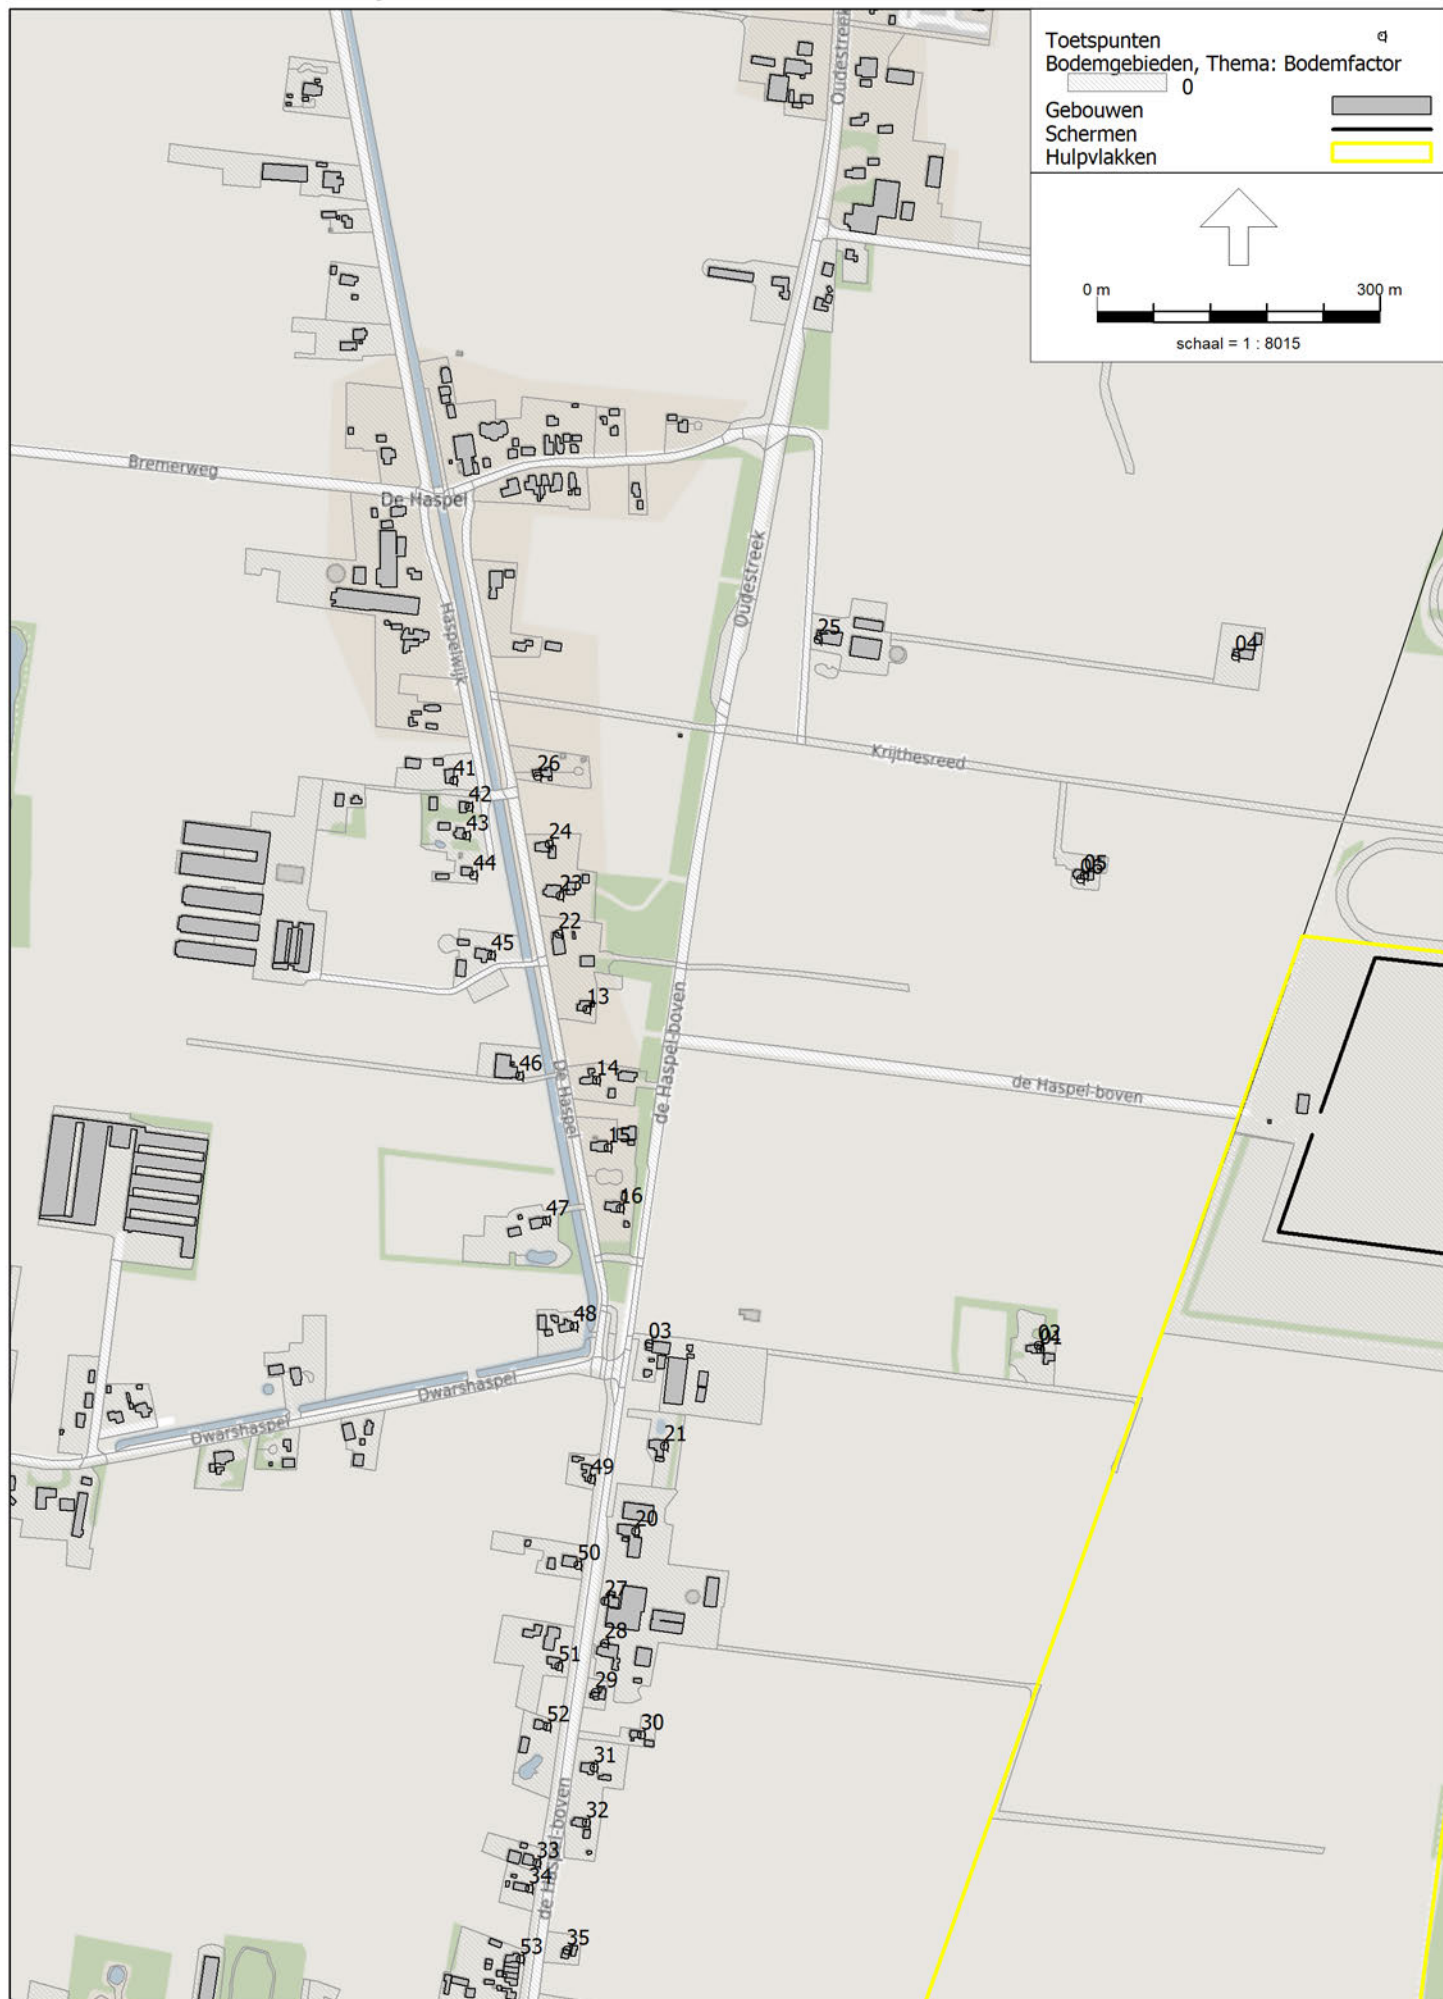 Toetspunten
Bodemgebieden, Thema: Bodemfactor
0
Gebouwen
Schermen
Hulpvlakken
0 m 300 m
schaal = 1 : 8015
Oudestreek
Bremerweg
De Haspel
Oudestreek
Haspelwijk
25
04
Krijthesreed
41
26
42
43
24
44
05
06
23
22
45
13
de Haspel-boven
46
14
De Haspel
de Haspel-boven
15
16
47
48
03
02
01
Dwarshaspel
Dwarshaspel
21
49
20
50
27
28
51
29
52
30
31
de Haspel-boven
32
33
34
35
53